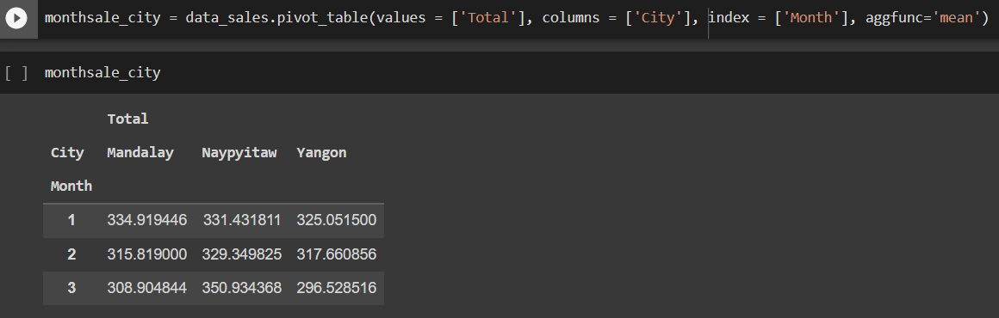 monthsale_city = data_sales.pivot_table(values = ['Total'], columns = ['City'], index = ['Month'], aggfunc='mean')
[ ] monthsale_city
Total
City Mandalay Naypyitaw Yangon
Month
1 334.919446 331.431811 325.051500
2 315.819000 329.349825 317.660856
3 308.904844 350.934368 296.528516